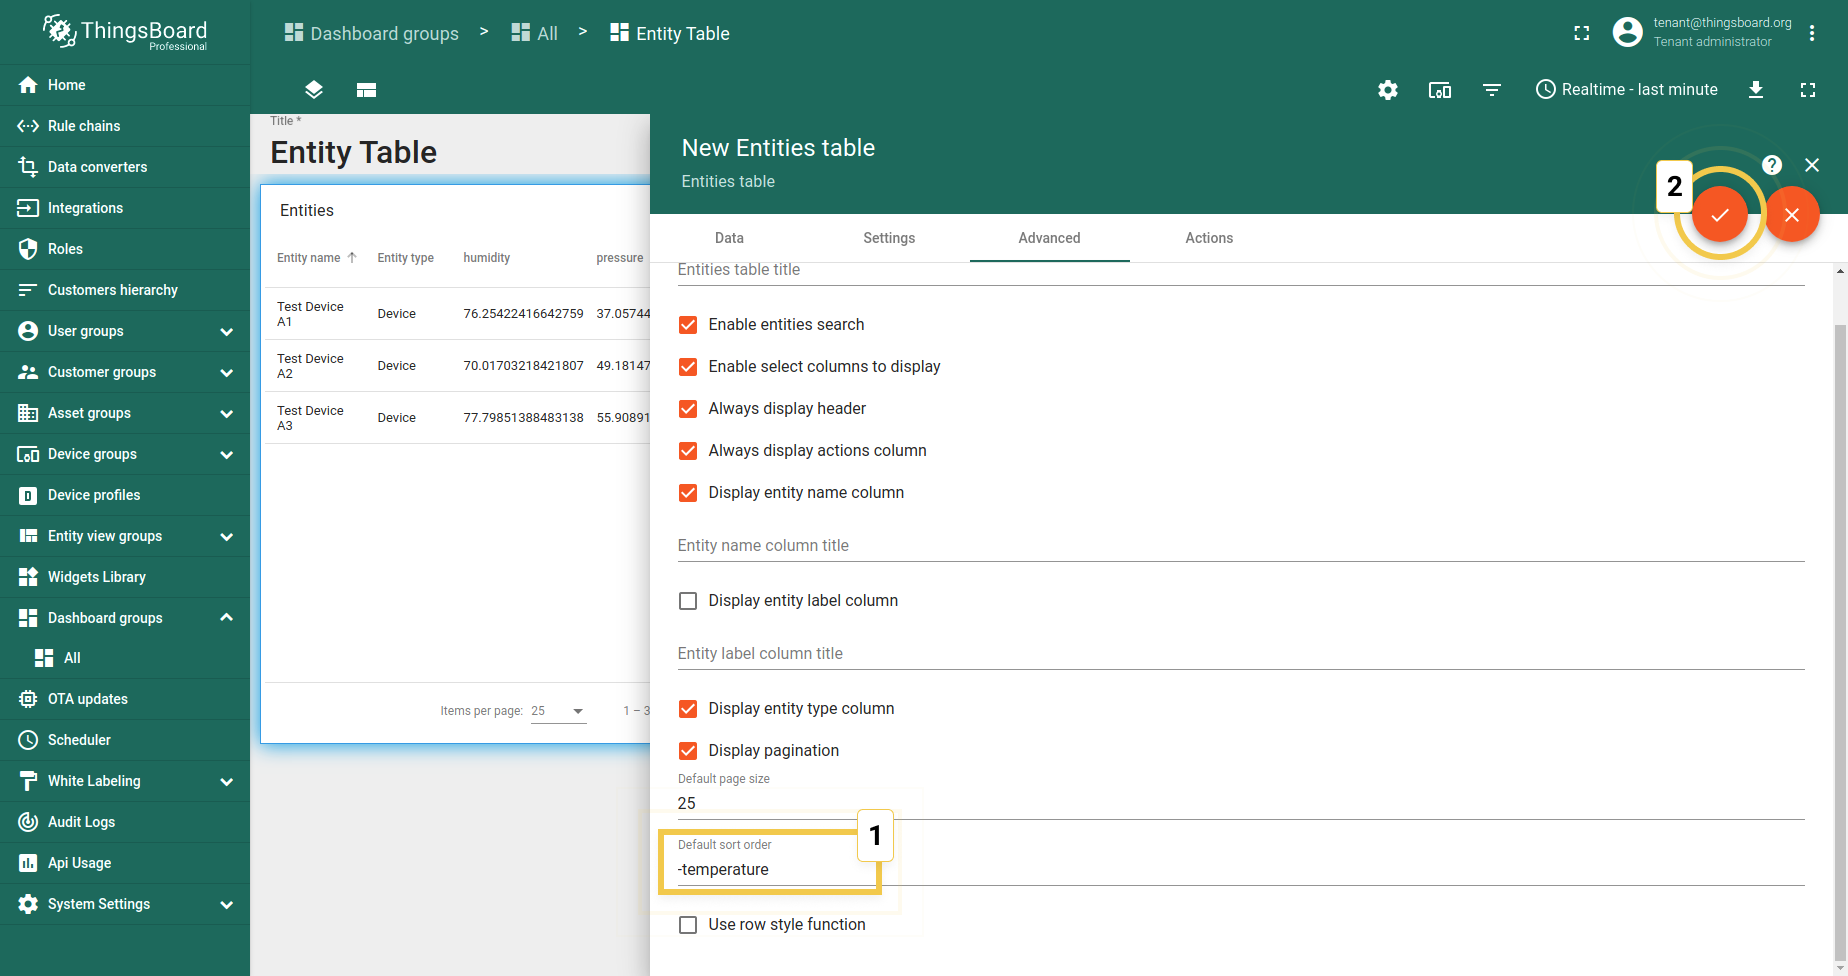 ThingsBoard
Professional
Dashboard groups > All > Entity Table
tenant@thingsboard.org
Tenant administrator
Realtime - last minute
Home
Rule chains
Data converters
Integrations
Roles
Customers hierarchy
User groups
Customer groups
Asset groups
Device groups
Device profiles
Entity view groups
Widgets Library
Dashboard groups
All
OTA updates
Scheduler
White Labeling
Audit Logs
Api Usage
System Settings
Title *
Entity Table
Entities
Entity name Entity type humidity pressure
Test Device A1 Device 76.25422416642759 37.05744
Test Device A2 Device 70.01703218421807 49.18147
Test Device A3 Device 77.79851388483138 55.90891
Items per page: 25 1 – 3
New Entities table
Entities table
?
2
Data Settings Advanced Actions
Entities table title
Enable entities search
Enable select columns to display
Always display header
Always display actions column
Display entity name column
Entity name column title
Display entity label column
Entity label column title
Display entity type column
Display pagination
Default page size
25
1
Default sort order
-temperature
Use row style function